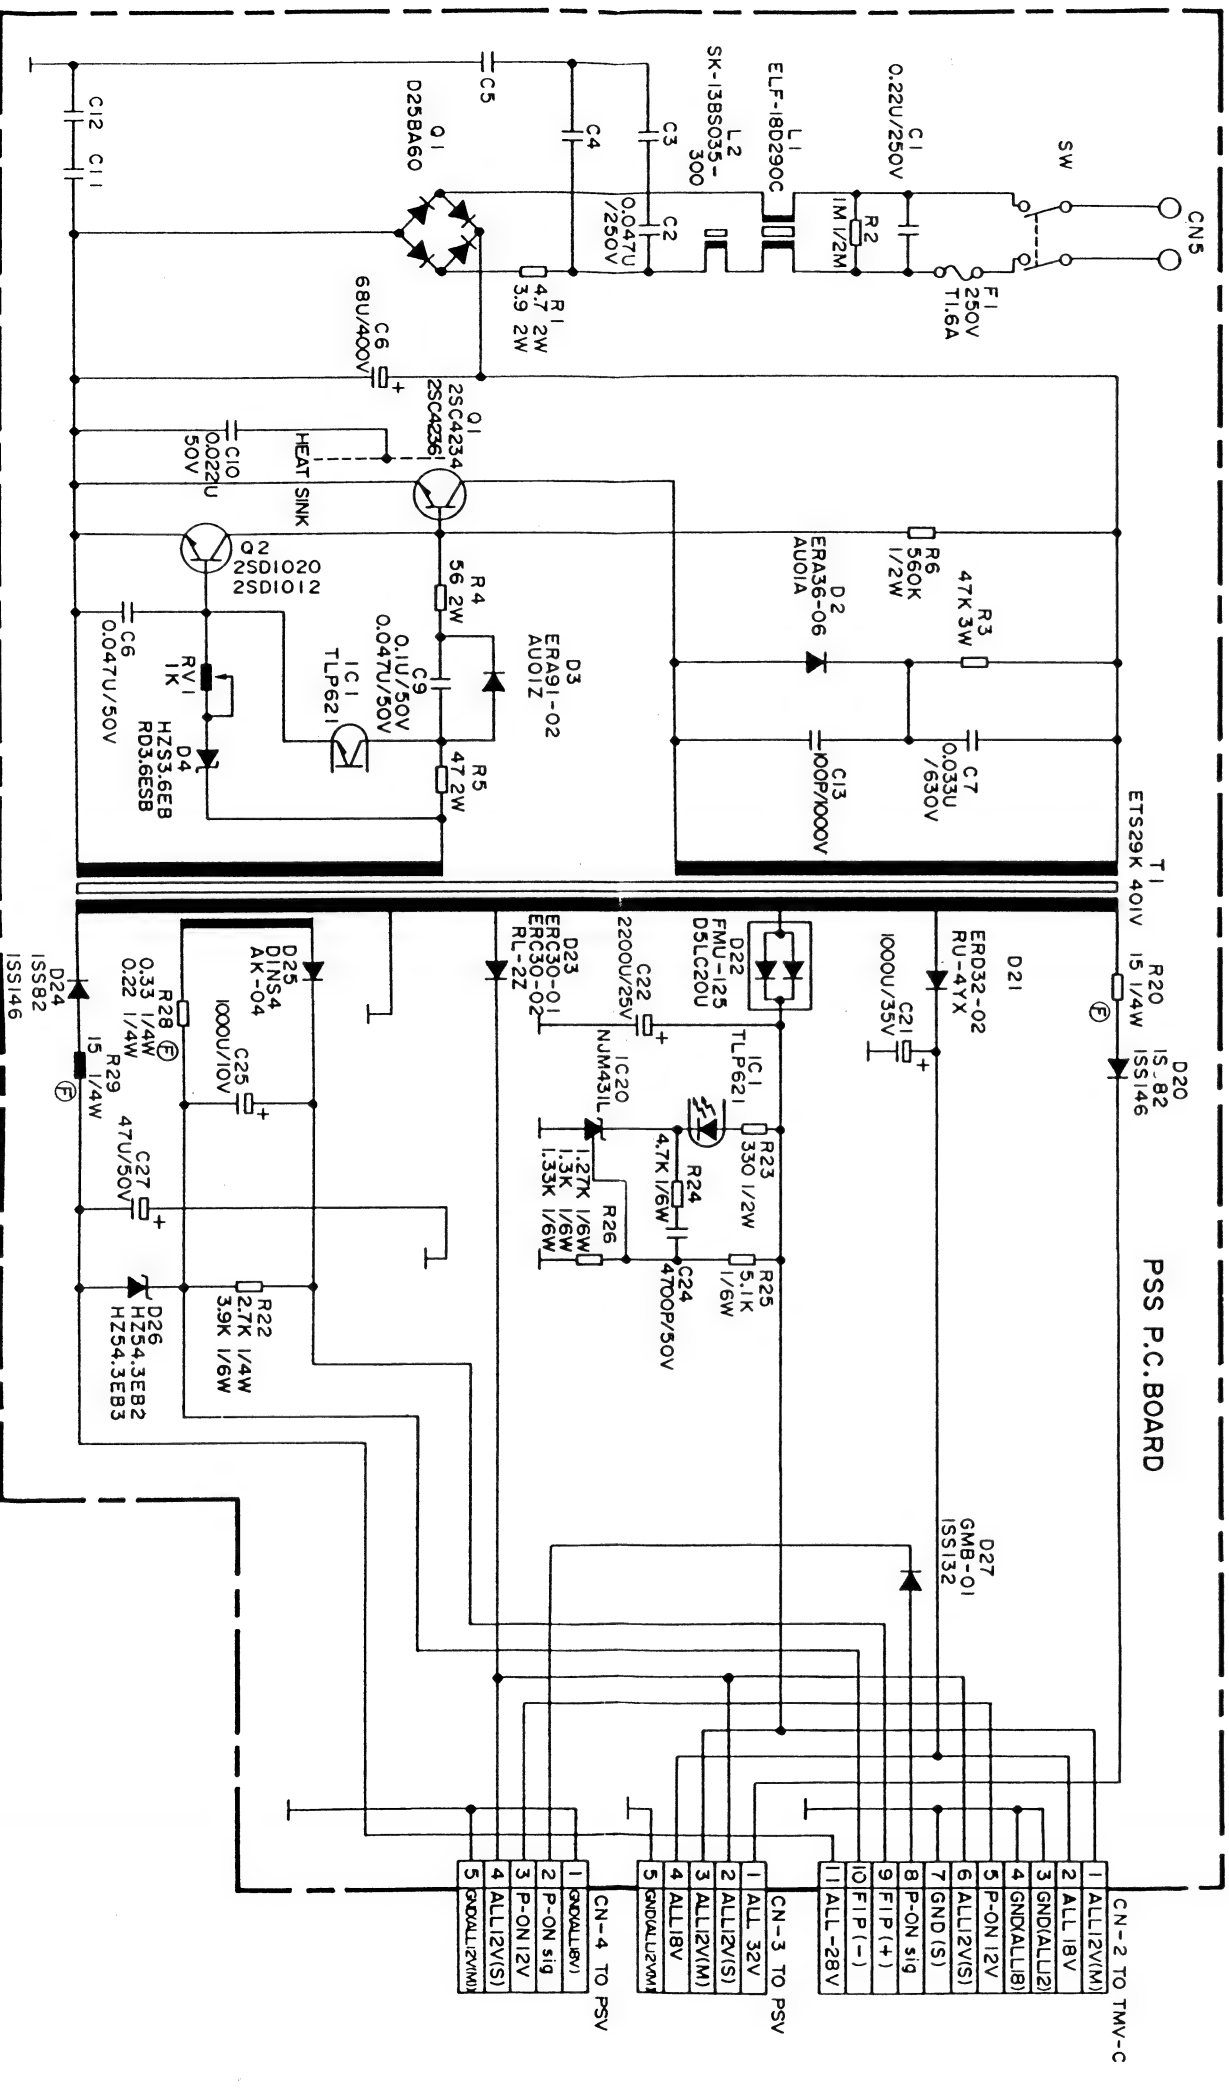 PSS P.C.BOARD
CN5
SW
F1
250V
T1.6A
C1
0.22U/250V
R2
1M 1/2M
L1
ELF-18D290C
L2
SK-13BS035-
300
C3
C2
0.047U
/250V
C4
C5
R1
4.7 2W
3.9 2W
Q1
D25BA60
C12
C11
C6
68U/400V
Q1
2SC4234
2SC4236
HEAT SINK
C10
0.022U
50V
Q2
2SD1020
2SD1012
R6
560K
1/2W
R3
47K 3W
D2
ERA36-06
AU01A
R4
56 2W
D3
ERA91-02
AU01Z
C9
0.1U/50V
0.047U/50V
IC1
TLP621
C6
0.047U/50V
RV1
1K
D4
HZS3.6EB
RD3.6ESB
R5
47 2W
C7
0.033U
/630V
C13
100P/1000V
T1
ETS29K 401V
R20
15 1/4W
F
D20
1S.82
1SS146
D21
ERD32-02
RU-4YX
C21
1000U/35V
D22
FMU-125
D5LC20U
C22
2200U/25V
D23
ERC30-01
ERC30-02
RL-2Z
IC1
TLP621
IC20
NJM431L
R23
330 1/2W
R24
4.7K 1/6W
R25
5.1K
1/6W
C24
4700P/50V
R26
1.27K 1/6W
1.3K 1/6W
1.33K 1/6W
D25
D1NS4
AK-04
C25
1000U/10V
R28
0.33 1/4W
0.22 1/4W
F
D24
1SS82
1SS146
R29
15 1/4W
F
C27
47U/50V
R22
2.7K 1/4W
3.9K 1/6W
D26
HZ54.3EB2
HZ54.3EB3
D27
GMB-01
1SS132
CN-2 TO TMV-C
1 ALL12V(M)
2 ALL 18V
3 GND(ALL12)
4 GND(ALL18)
5 P-ON 12V
6 ALL12V(S)
7 GND (S)
8 P-ON sig
9 FIP(+)
10 FIP(-)
11 ALL-28V
CN-3 TO PSV
1 ALL 32V
2 ALL12V(S)
3 ALL12V(M)
4 ALL 18V
5 GND(ALL12V(M)
CN-4 TO PSV
1 GND(ALL18V)
2 P-ON sig
3 P-ON12V
4 ALL12V(S)
5 GND(ALL12V(M)